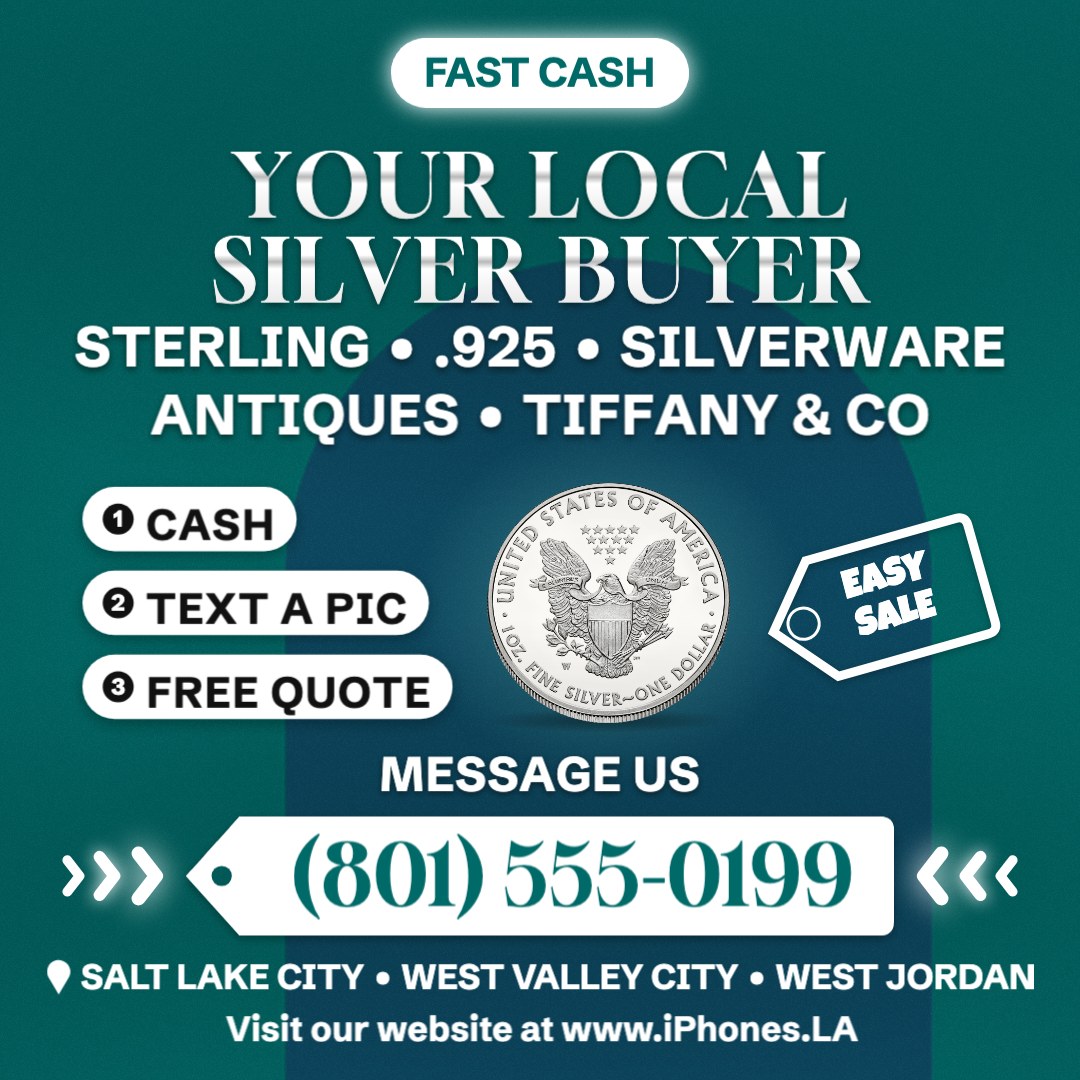 FAST CASH
YOUR LOCAL
SILVER BUYER
STERLING • .925 • SILVERWARE
ANTIQUES • TIFFANY & CO
1 CASH
2 TEXT A PIC
3 FREE QUOTE
UNITED STATES OF AMERICA
1 OZ. FINE SILVER~ONE DOLLAR
W
EASY
SALE
MESSAGE US
(801) 555-0199
SALT LAKE CITY • WEST VALLEY CITY • WEST JORDAN
Visit our website at www.iPhones.LA